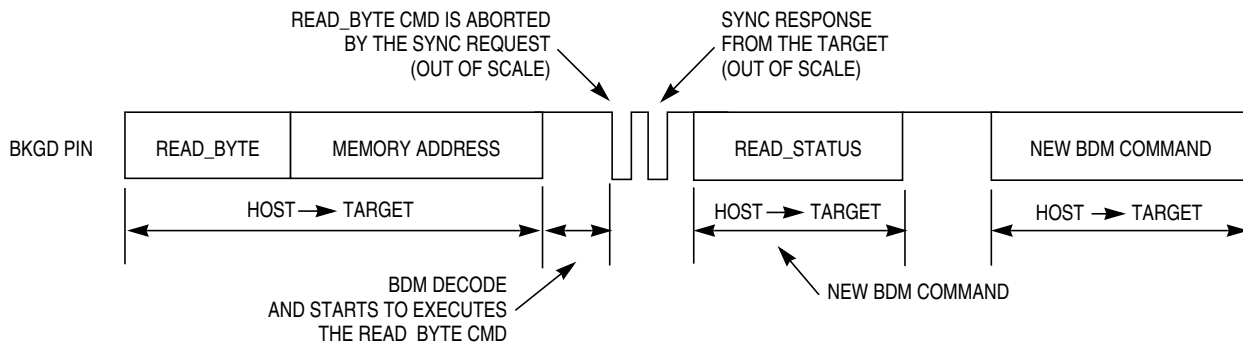 READ_BYTE CMD IS ABORTED
BY THE SYNC REQUEST
(OUT OF SCALE)
SYNC RESPONSE
FROM THE TARGET
(OUT OF SCALE)
BKGD PIN
READ_BYTE
MEMORY ADDRESS
READ_STATUS
NEW BDM COMMAND
HOST TARGET
HOST TARGET
HOST TARGET
BDM DECODE
AND STARTS TO EXECUTES
THE READ BYTE CMD
NEW BDM COMMAND